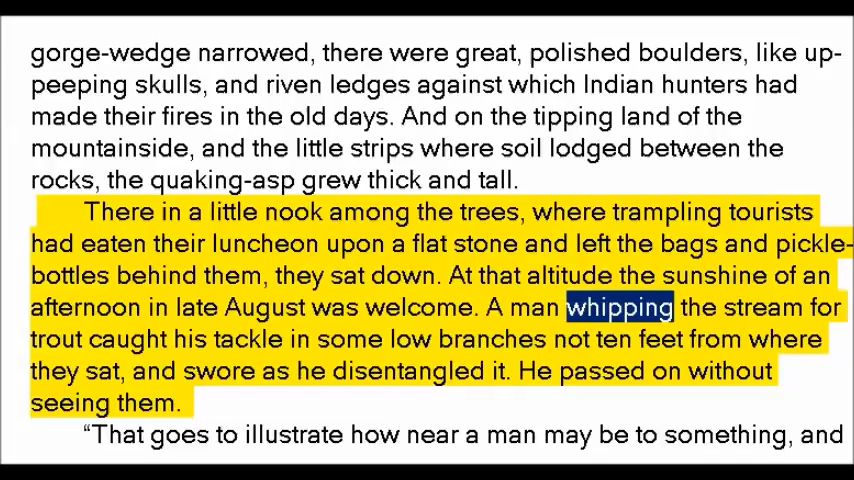 gorge-wedge narrowed, there were great, polished boulders, like up-
peeping skulls, and riven ledges against which Indian hunters had
made their fires in the old days. And on the tipping land of the
mountainside, and the little strips where soil lodged between the
rocks, the quaking-asp grew thick and tall.
There in a little nook among the trees, where trampling tourists
had eaten their luncheon upon a flat stone and left the bags and pickle-
bottles behind them, they sat down. At that altitude the sunshine of an
afternoon in late August was welcome. A man whipping the stream for
trout caught his tackle in some low branches not ten feet from where
they sat, and swore as he disentangled it. He passed on without
seeing them.
“That goes to illustrate how near a man may be to something, and